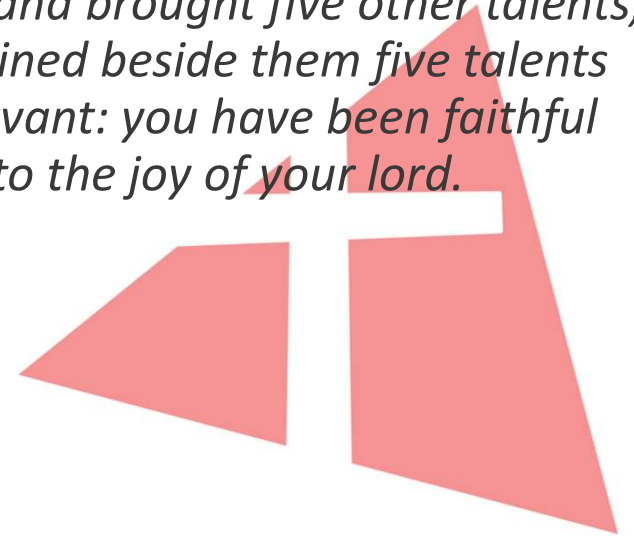 and brought five other talents,
ined beside them five talents
vant: you have been faithful
to the joy of your lord.